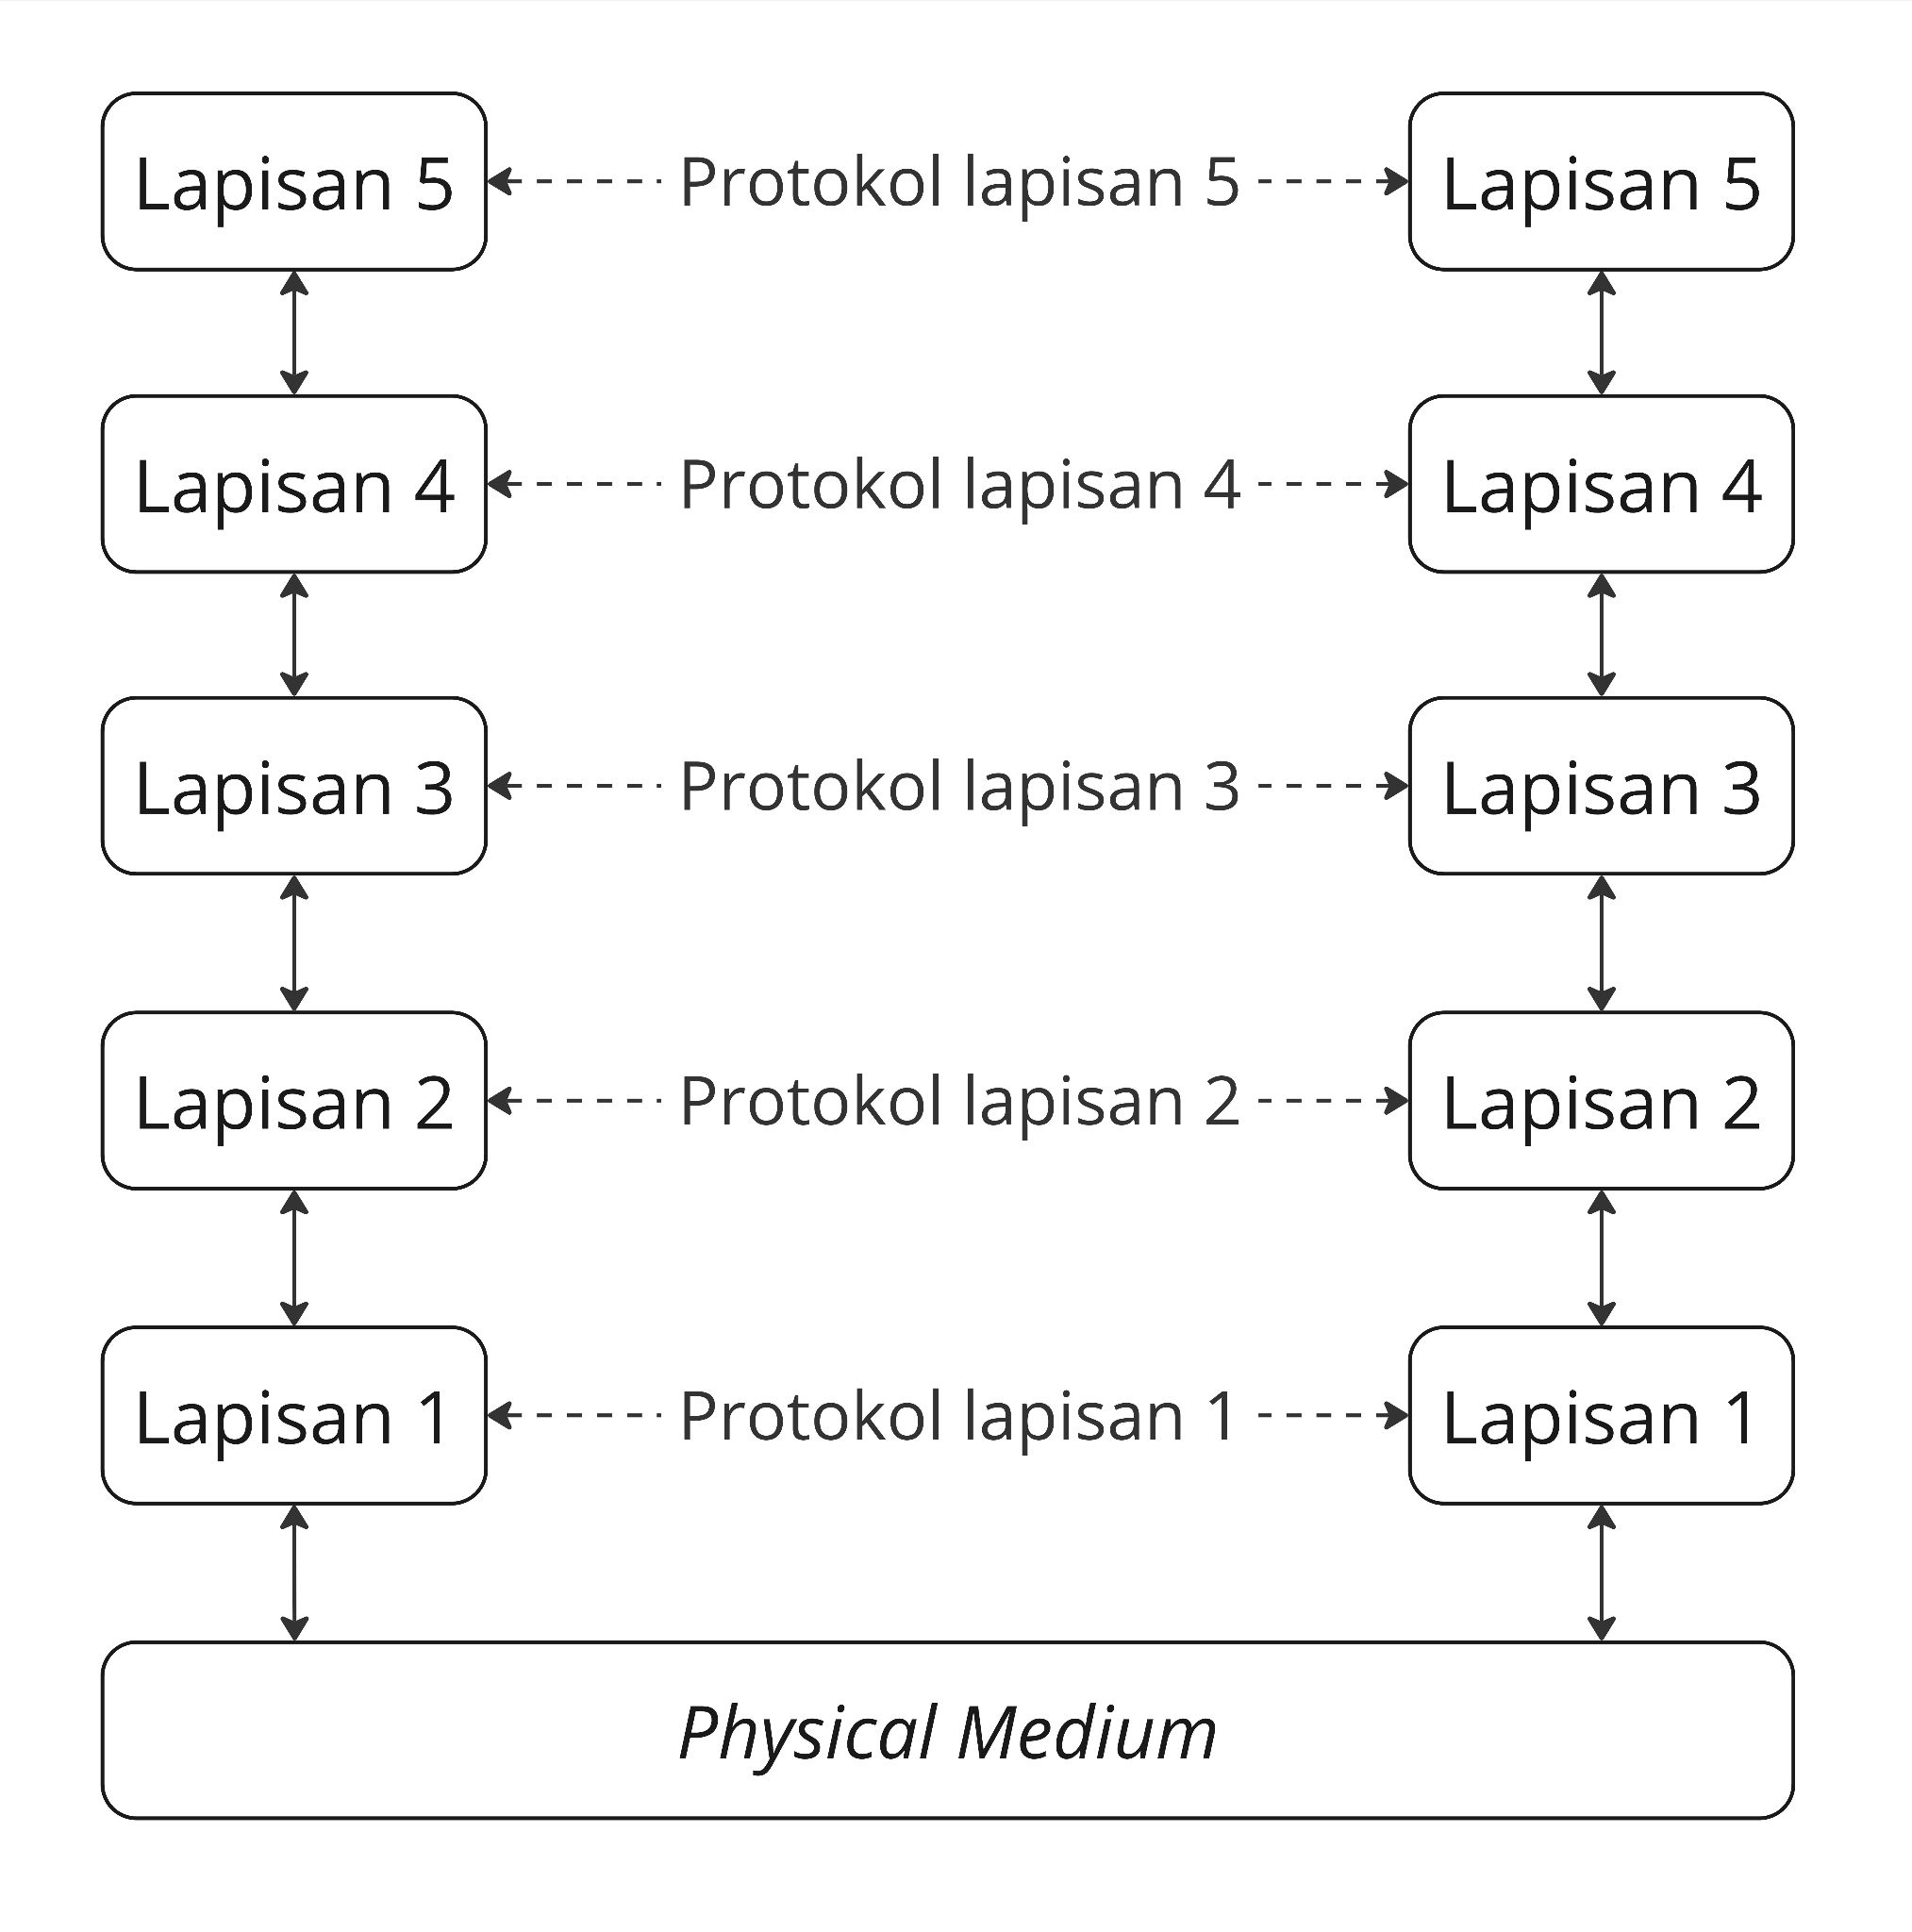 Lapisan 5 Protokol lapisan 5 Lapisan 5
Lapisan 4 Protokol lapisan 4 Lapisan 4
Lapisan 3 Protokol lapisan 3 Lapisan 3
Lapisan 2 Protokol lapisan 2 Lapisan 2
Lapisan 1 Protokol lapisan 1 Lapisan 1
Physical Medium